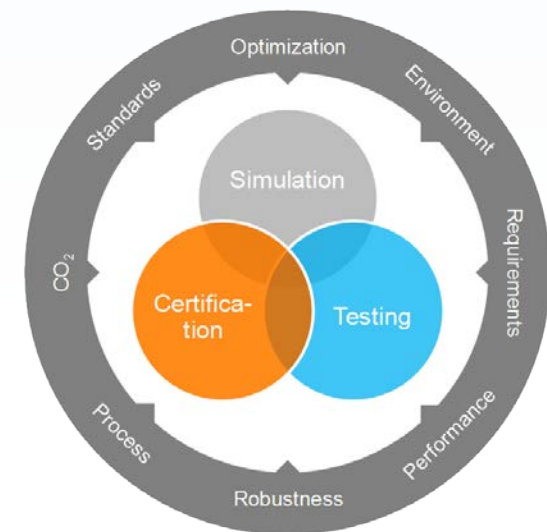 Optimization
Environment
Requirements
Performance
Robustness
Process
CO₂
Standards
Simulation
Certifica-
tion
Testing